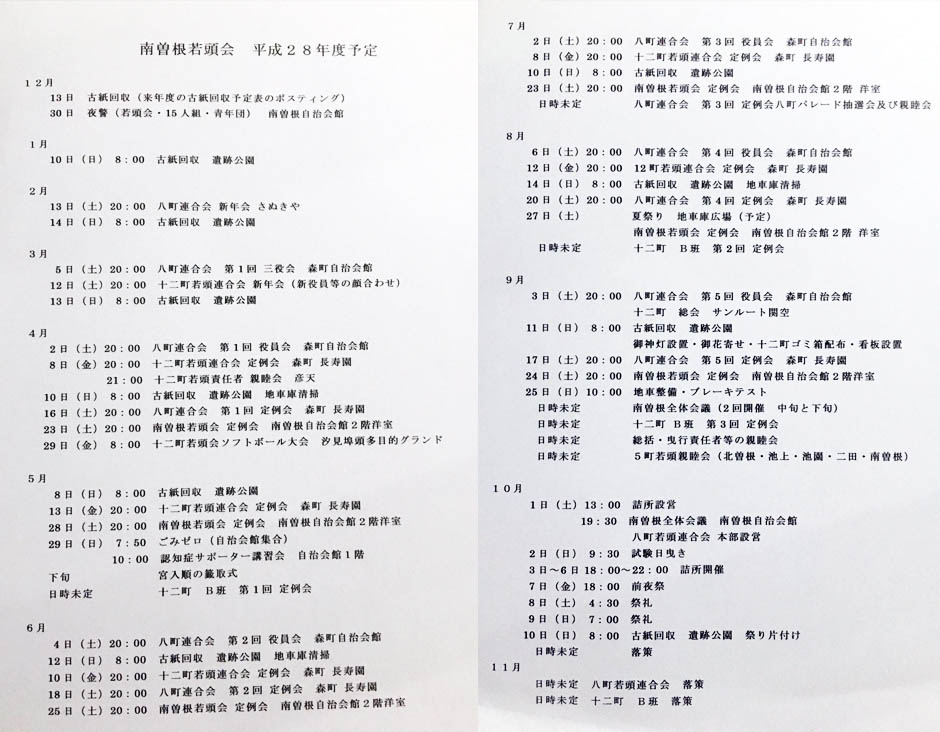 南曽根若頭会　平成２８年度予定
１２月
13日　古紙回収（来年度の古紙回収予定表のポスティング）
30日　夜警（若頭会・15人組・青年団）　南曽根自治会館
１月
10日（日） 8：00　古紙回収　遺跡公園
２月
13日（土）20：00　八町連合会 新年会 さぬきや
14日（日） 8：00　古紙回収　遺跡公園
３月
5日（土）20：00　八町連合会　第１回 三役会　森町自治会館
12日（土）20：00　十二町若頭連合会 新年会（新役員等の顔合わせ）
13日（日） 8：00　古紙回収　遺跡公園
４月
2日（土）20：00　八町連合会　第１回 役員会　森町自治会館
8日（金）20：00　十二町若頭連合会 定例会　森町 長寿園
21：00　十二町若頭責任者 親睦会　彦天
10日（日） 8：00　古紙回収　遺跡公園　地車庫清掃
16日（土）20：00　八町連合会　第１回 定例会　森町 長寿園
23日（土）20：00　南曽根若頭会 定例会　南曽根自治会館２階洋室
29日（金） 8：00　十二町若頭会ソフトボール大会　汐見埠頭多目的グランド
５月
8日（日） 8：00　古紙回収　遺跡公園
13日（金）20：00　十二町若頭連合会 定例会　森町 長寿園
28日（土）20：00　南曽根若頭会 定例会　南曽根自治会館２階洋室
29日（日） 7：50　ごみゼロ（自治会館集合）
10：00　認知症サポーター講習会　自治会館１階
下旬　宮入順の籤取式
日時未定　十二町　Ｂ班　第１回 定例会
６月
4日（土）20：00　八町連合会　第２回 役員会　森町自治会館
12日（日） 8：00　古紙回収　遺跡公園　地車庫清掃
10日（金）20：00　十二町若頭連合会 定例会　森町 長寿園
18日（土）20：00　八町連合会　第２回 定例会　森町 長寿園
25日（土）20：00　南曽根若頭会 定例会　南曽根自治会館２階洋室
７月
2日（土）20：00　八町連合会　第３回 役員会　森町自治会館
8日（金）20：00　十二町若頭連合会 定例会　森町 長寿園
10日（日） 8：00　古紙回収　遺跡公園
23日（土）20：00　南曽根若頭会 定例会　南曽根自治会館２階 洋室
日時未定　八町連合会　第３回 定例会八町パレード抽選会及び親睦会
８月
6日（土）20：00　八町連合会　第４回 役員会　森町自治会館
12日（金）20：00　12町若頭連合会 定例会　森町 長寿園
14日（日） 8：00　古紙回収　遺跡公園　地車庫清掃
20日（土）20：00　八町連合会　第４回 定例会　森町 長寿園
27日（土）　夏祭り　地車庫広場（予定）
南曽根若頭会 定例会　南曽根自治会館２階 洋室
日時未定　十二町　Ｂ班　第２回 定例会
９月
3日（土）20：00　八町連合会　第５回 役員会　森町自治会館
十二町　総会　サンルート関空
11日（日） 8：00　古紙回収　遺跡公園
御神灯設置・御花寄せ・十二町ゴミ箱配布・看板設置
17日（土）20：00　八町連合会　第５回 定例会　森町 長寿園
24日（土）20：00　南曽根若頭会 定例会　南曽根自治会館２階洋室
25日（日）10：00　地車整備・ブレーキテスト
日時未定　南曽根全体会議（２回開催　中旬と下旬）
日時未定　十二町 Ｂ班　第３回 定例会
日時未定　総括・曳行責任者等の親睦会
日時未定　５町若頭親睦会（北曽根・池上・池園・二田・南曽根）
１０月
1日（土）13：00　詰所設営
19：30　南曽根全体会議　南曽根自治会館
八町若頭連合会 本部設営
2日（日） 9：30　試験日曳き
3日～6日 18：00～22：00　詰所開催
7日（金）18：00　前夜祭
8日（土） 4：30　祭礼
9日（日） 7：00　祭礼
10日（日） 8：00　古紙回収　遺跡公園　祭り片付け
日時未定　落策
１１月
日時未定　八町若頭連合会　落策
日時未定　十二町　Ｂ班　落策